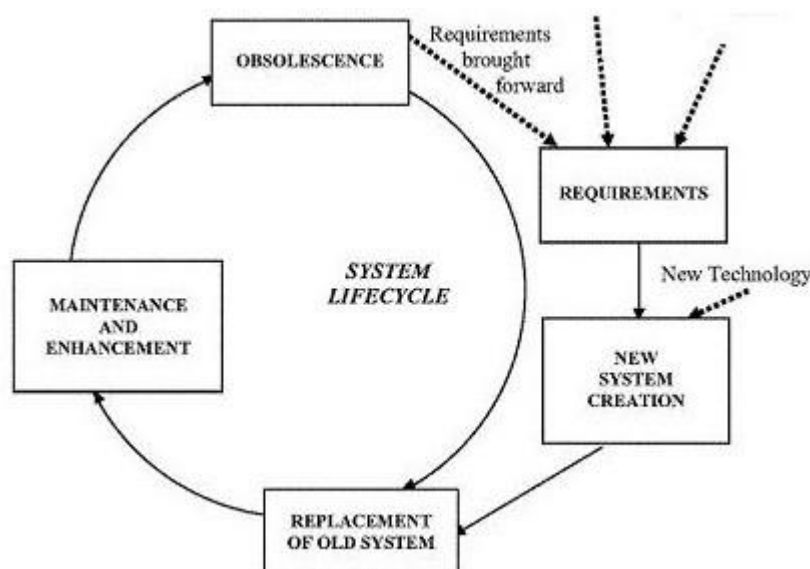 OBSOLESCENCE
Requirements
brought
forward
REQUIREMENTS
New Technology
SYSTEM
LIFECYCLE
MAINTENANCE
AND
ENHANCEMENT
NEW
SYSTEM
CREATION
REPLACEMENT
OF OLD SYSTEM